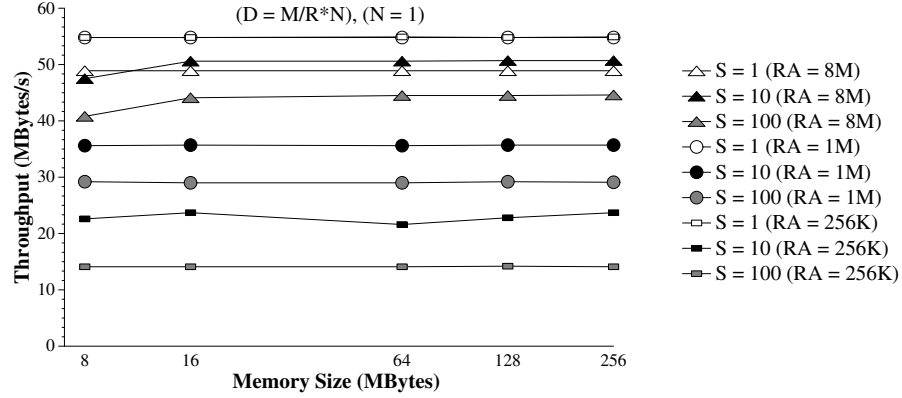 (D = M/R*N), (N = 1)
60
50
40
30
20
10
0
Throughput (MBytes/s)
8 16 64 128 256
Memory Size (MBytes)
S = 1 (RA = 8M)
S = 10 (RA = 8M)
S = 100 (RA = 8M)
S = 1 (RA = 1M)
S = 10 (RA = 1M)
S = 100 (RA = 1M)
S = 1 (RA = 256K)
S = 10 (RA = 256K)
S = 100 (RA = 256K)